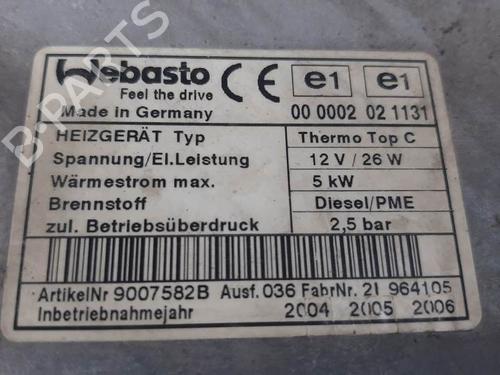 Webasto
Feel the drive
CE e1 e1
Made in Germany 00 0002 02 1131
HEIZGERÄT Typ Thermo Top C
Spannung/El.Leistung 12 V / 26 W
Wärmestrom max. 5 kW
Brennstoff Diesel/PME
zul. Betriebsüberdruck 2,5 bar
ArtikelNr 9007582B Ausf. 036 FabrNr. 21 964105
Inbetriebnahmejahr 2004 2005 2006
B-PARTS